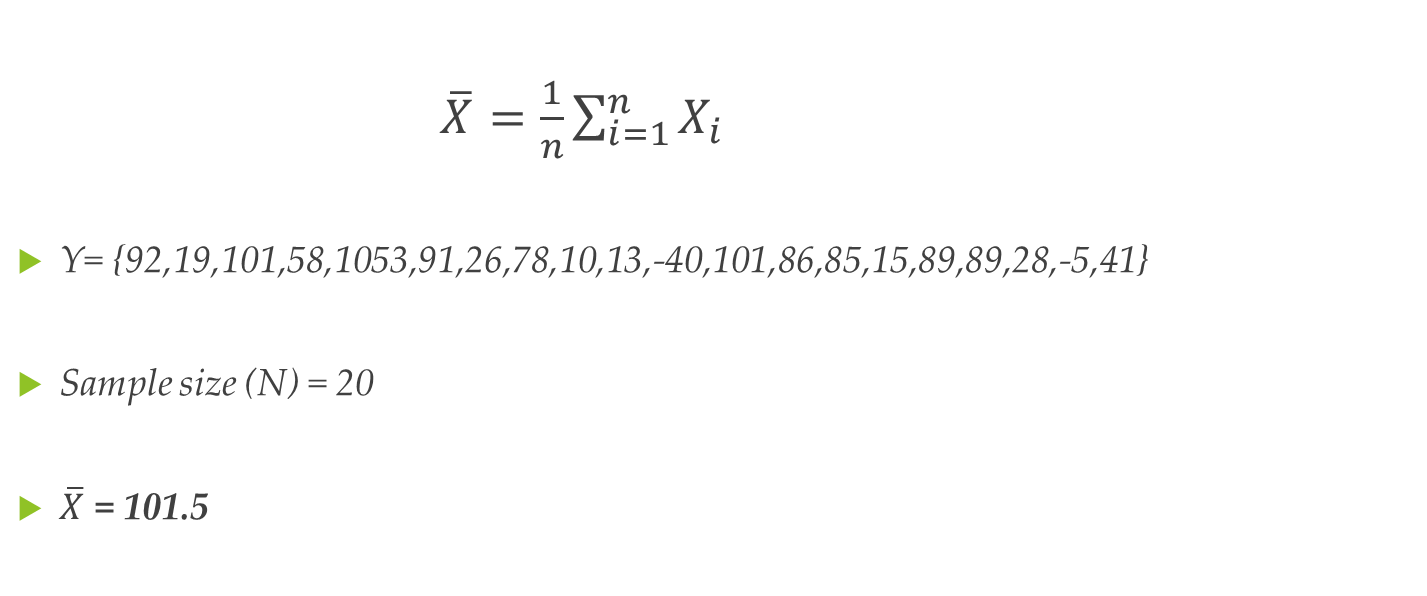 X̄ = 1/n ∑ⁿᵢ₌₁ Xᵢ
Y= {92,19,101,58,1053,91,26,78,10,13,-40,101,86,85,15,89,89,28,-5,41}
Sample size (N) = 20
X̄ = 101.5